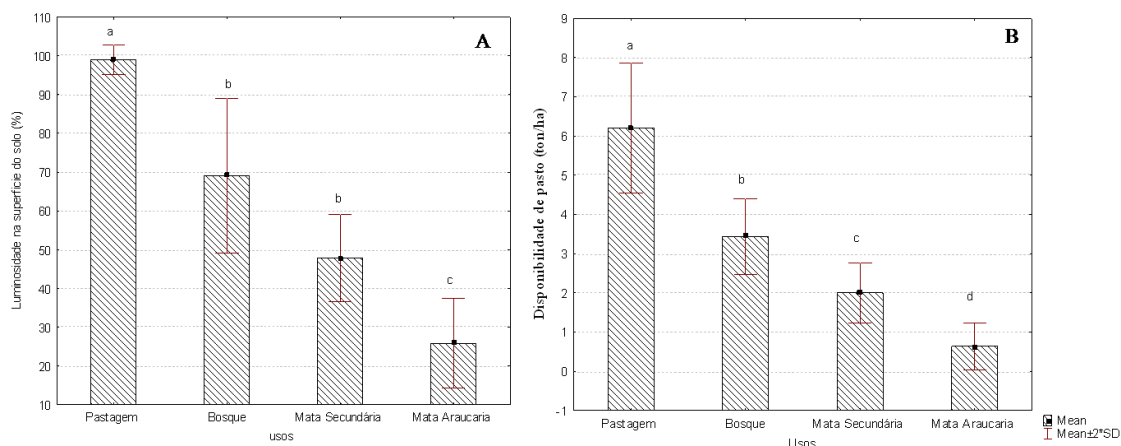 A
Luminosidade na superfície do solo (%)
110
100
90
80
70
60
50
40
30
20
10
a
b
b
c
Pastagem
Bosque
Mata Secundária
Mata Araucaria
usos
B
Disponibilidade de pasto (ton/ha)
9
8
7
6
5
4
3
2
1
0
-1
a
b
c
d
Pastagem
Bosque
Mata Secundária
Mata Araucaria
Usos
Mean
Mean±2*SD